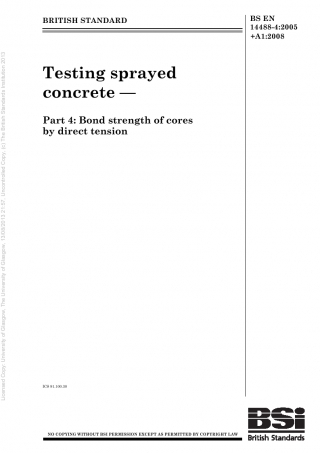 BRITISH STANDARD
BS EN
14488-4:2005
+A1:2008
Testing sprayed
concrete —
Part 4: Bond strength of cores
by direct tension
Licensed Copy: University of Glasgow, The University of Glasgow, 13/03/2013 21:57, Uncontrolled Copy, (c) The British Standards Institution 2013
ICS 91.100.30
NO COPYING WITHOUT BSI PERMISSION EXCEPT AS PERMITTED BY COPYRIGHT LAW
BSi
British Standards